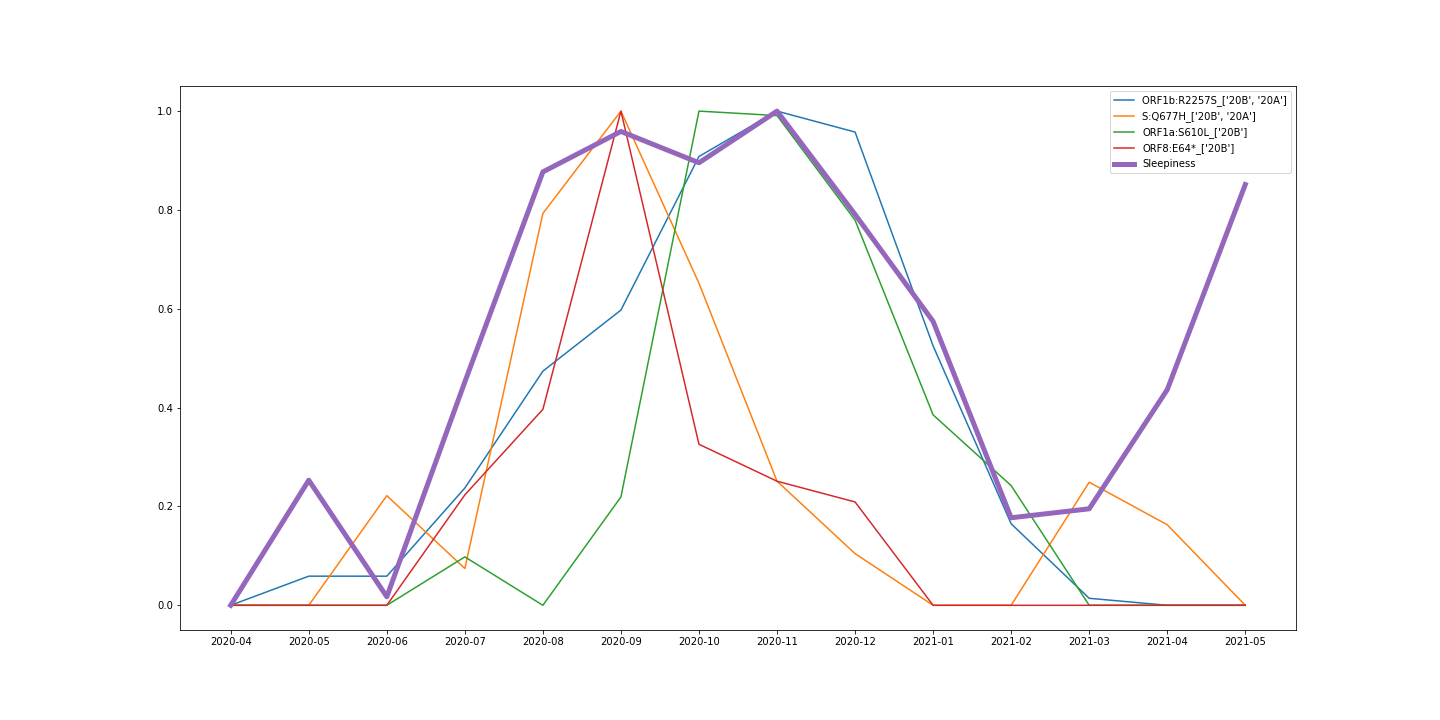 ORF1b:R2257S_['20B', '20A']
S:Q677H_['20B', '20A']
ORF1a:S610L_['20B']
ORF8:E64*_['20B']
Sleepiness
1.0
0.8
0.6
0.4
0.2
0.0
2020-04 2020-05 2020-06 2020-07 2020-08 2020-09 2020-10 2020-11 2020-12 2021-01 2021-02 2021-03 2021-04 2021-05